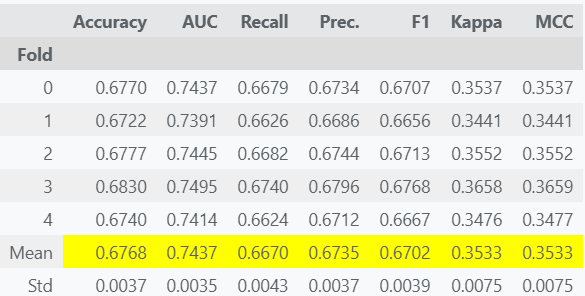 Accuracy AUC Recall Prec. F1 Kappa MCC
Fold
0 0.6770 0.7437 0.6679 0.6734 0.6707 0.3537 0.3537
1 0.6722 0.7391 0.6626 0.6686 0.6656 0.3441 0.3441
2 0.6777 0.7445 0.6682 0.6744 0.6713 0.3552 0.3552
3 0.6830 0.7495 0.6740 0.6796 0.6768 0.3658 0.3659
4 0.6740 0.7414 0.6624 0.6712 0.6667 0.3476 0.3477
Mean 0.6768 0.7437 0.6670 0.6735 0.6702 0.3533 0.3533
Std 0.0037 0.0035 0.0043 0.0037 0.0039 0.0075 0.0075